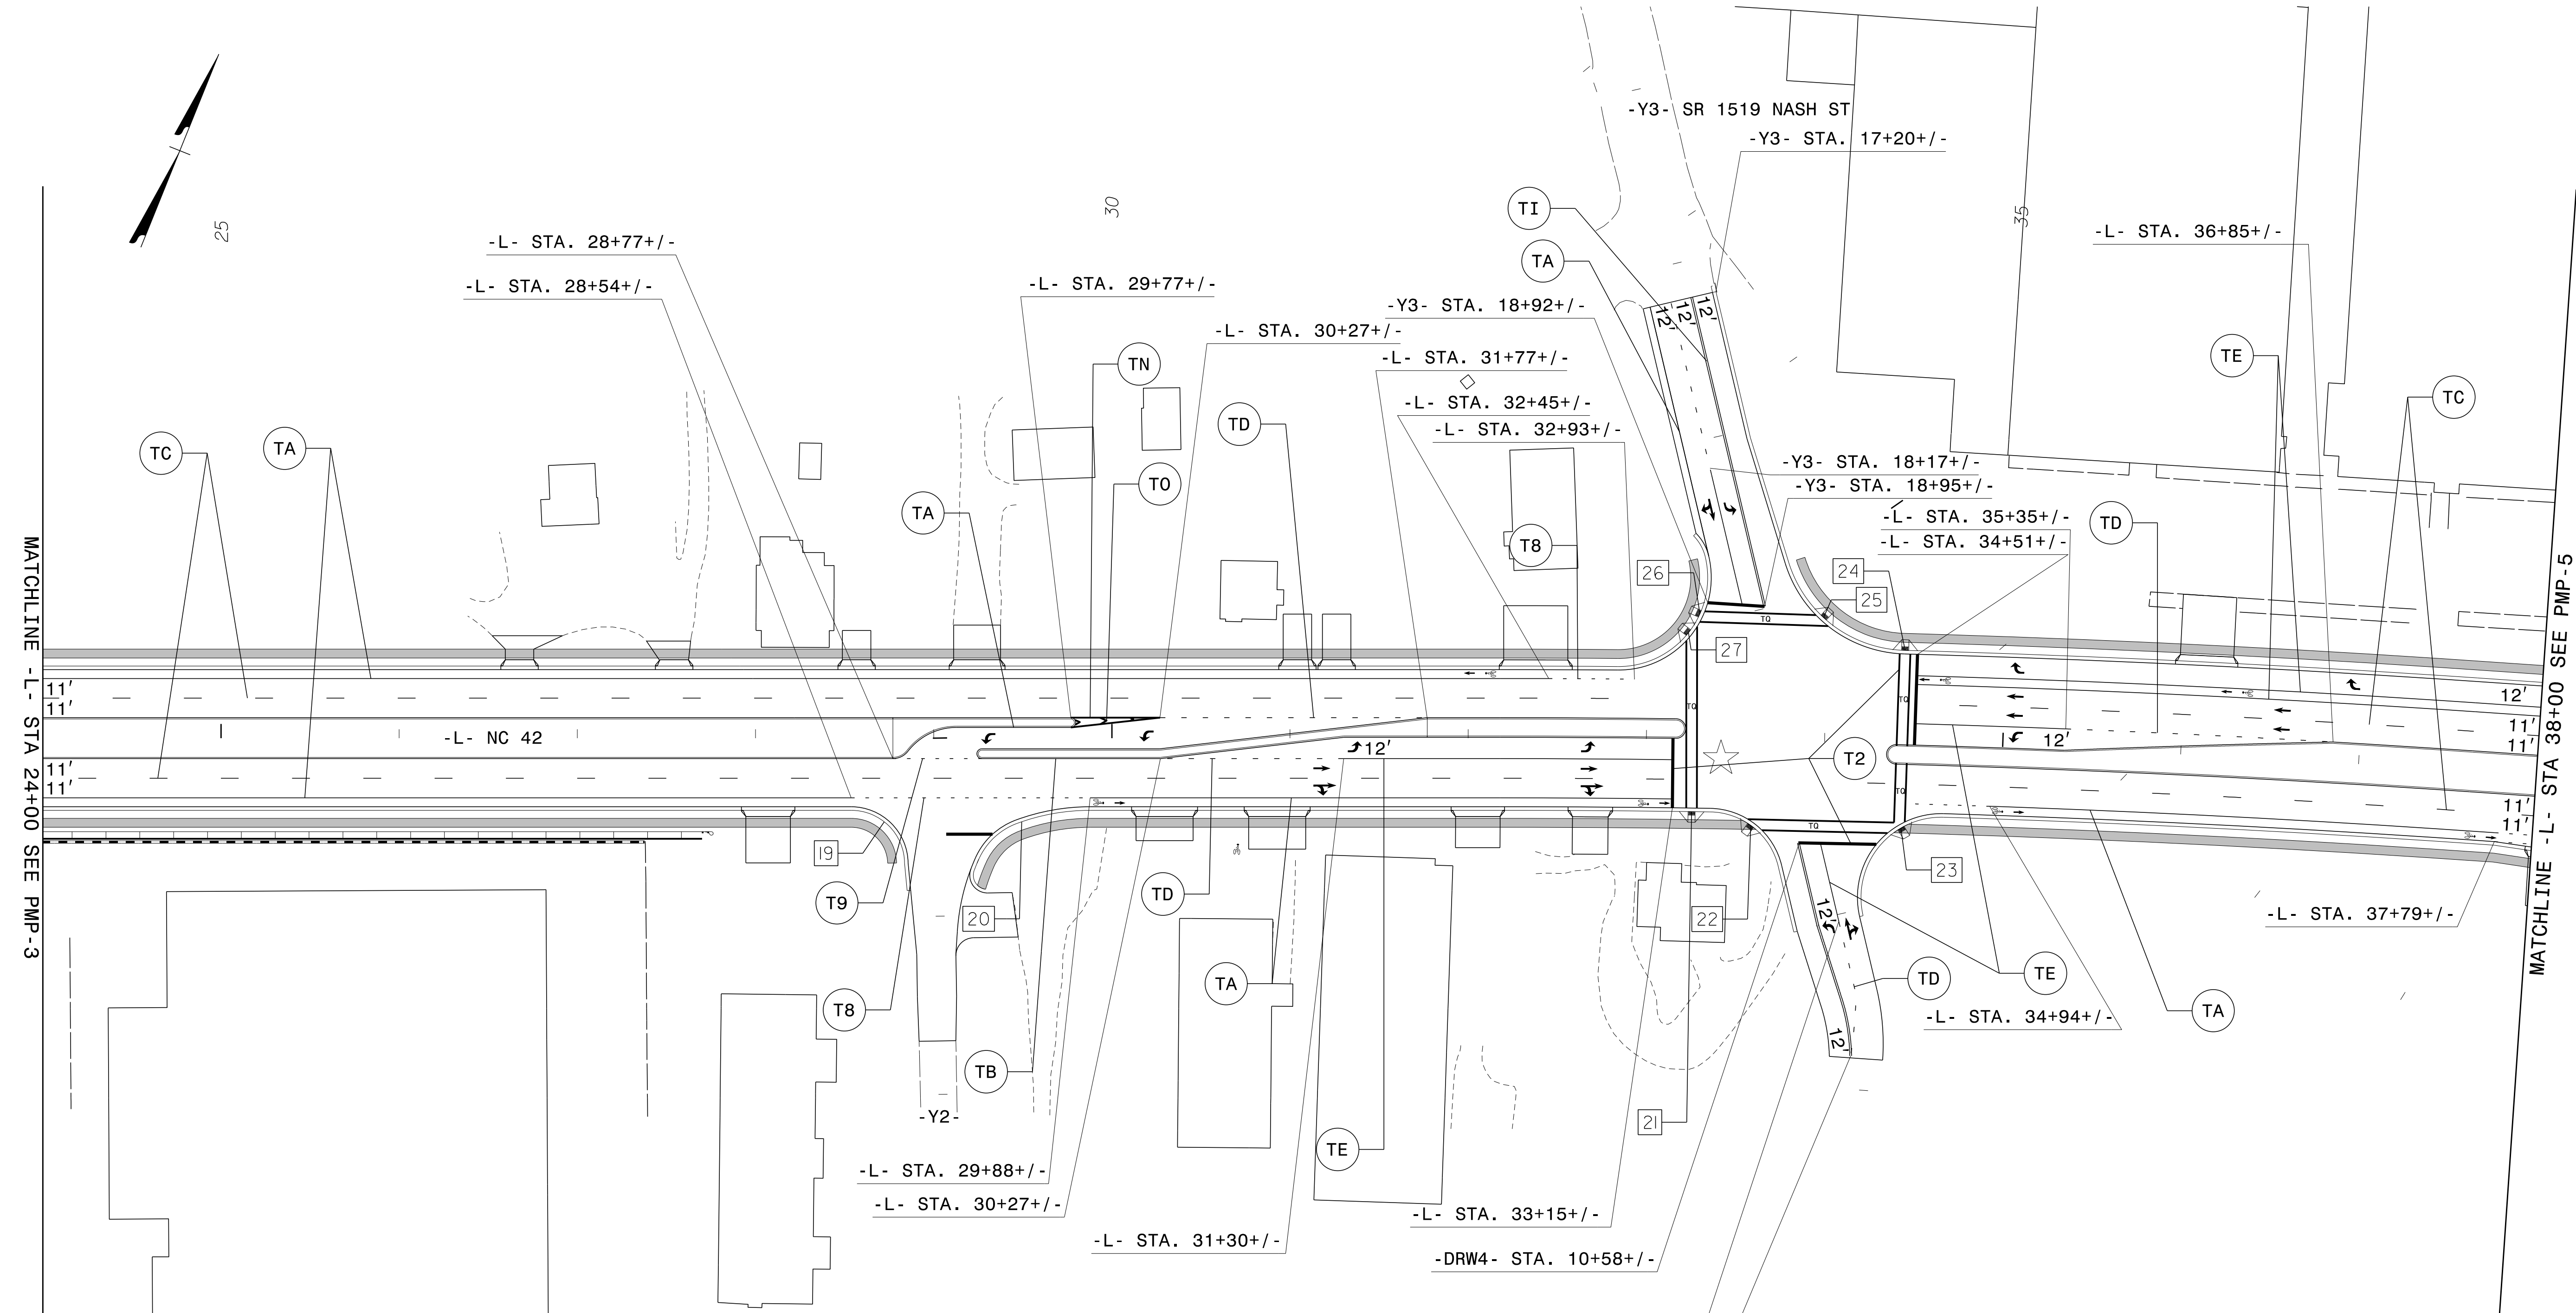 -Y3- SR 1519 NASH ST
-Y3- STA. 17+20+/-
25
30
35
TI
TA
-L- STA. 36+85+/-
-L- STA. 28+77+/-
-L- STA. 28+54+/-
-L- STA. 29+77+/-
-Y3- STA. 18+92+/-
-L- STA. 30+27+/-
-L- STA. 31+77+/-
-L- STA. 32+45+/-
-L- STA. 32+93+/-
12'
12'
12'
TN
TE
TC
TD
TC
TA
TO
TA
T8
-Y3- STA. 18+17+/-
-Y3- STA. 18+95+/-
-L- STA. 35+35+/-
-L- STA. 34+51+/-
TD
26
24
25
27
TQ
TQ
TQ
TQ
TQ
MATCHLINE -L- STA 24+00 SEE PMP-3
MATCHLINE -L- STA 38+00 SEE PMP-5
11'
11'
-L- NC 42
11'
11'
12'
12'
12'
11'
11'
11'
11'
T2
19
20
T9
TD
T8
TA
TB
22
23
12'
12'
TD
TE
TA
-L- STA. 37+79+/-
-L- STA. 34+94+/-
-Y2-
21
TE
-L- STA. 29+88+/-
-L- STA. 30+27+/-
-L- STA. 31+30+/-
-L- STA. 33+15+/-
-DRW4- STA. 10+58+/-